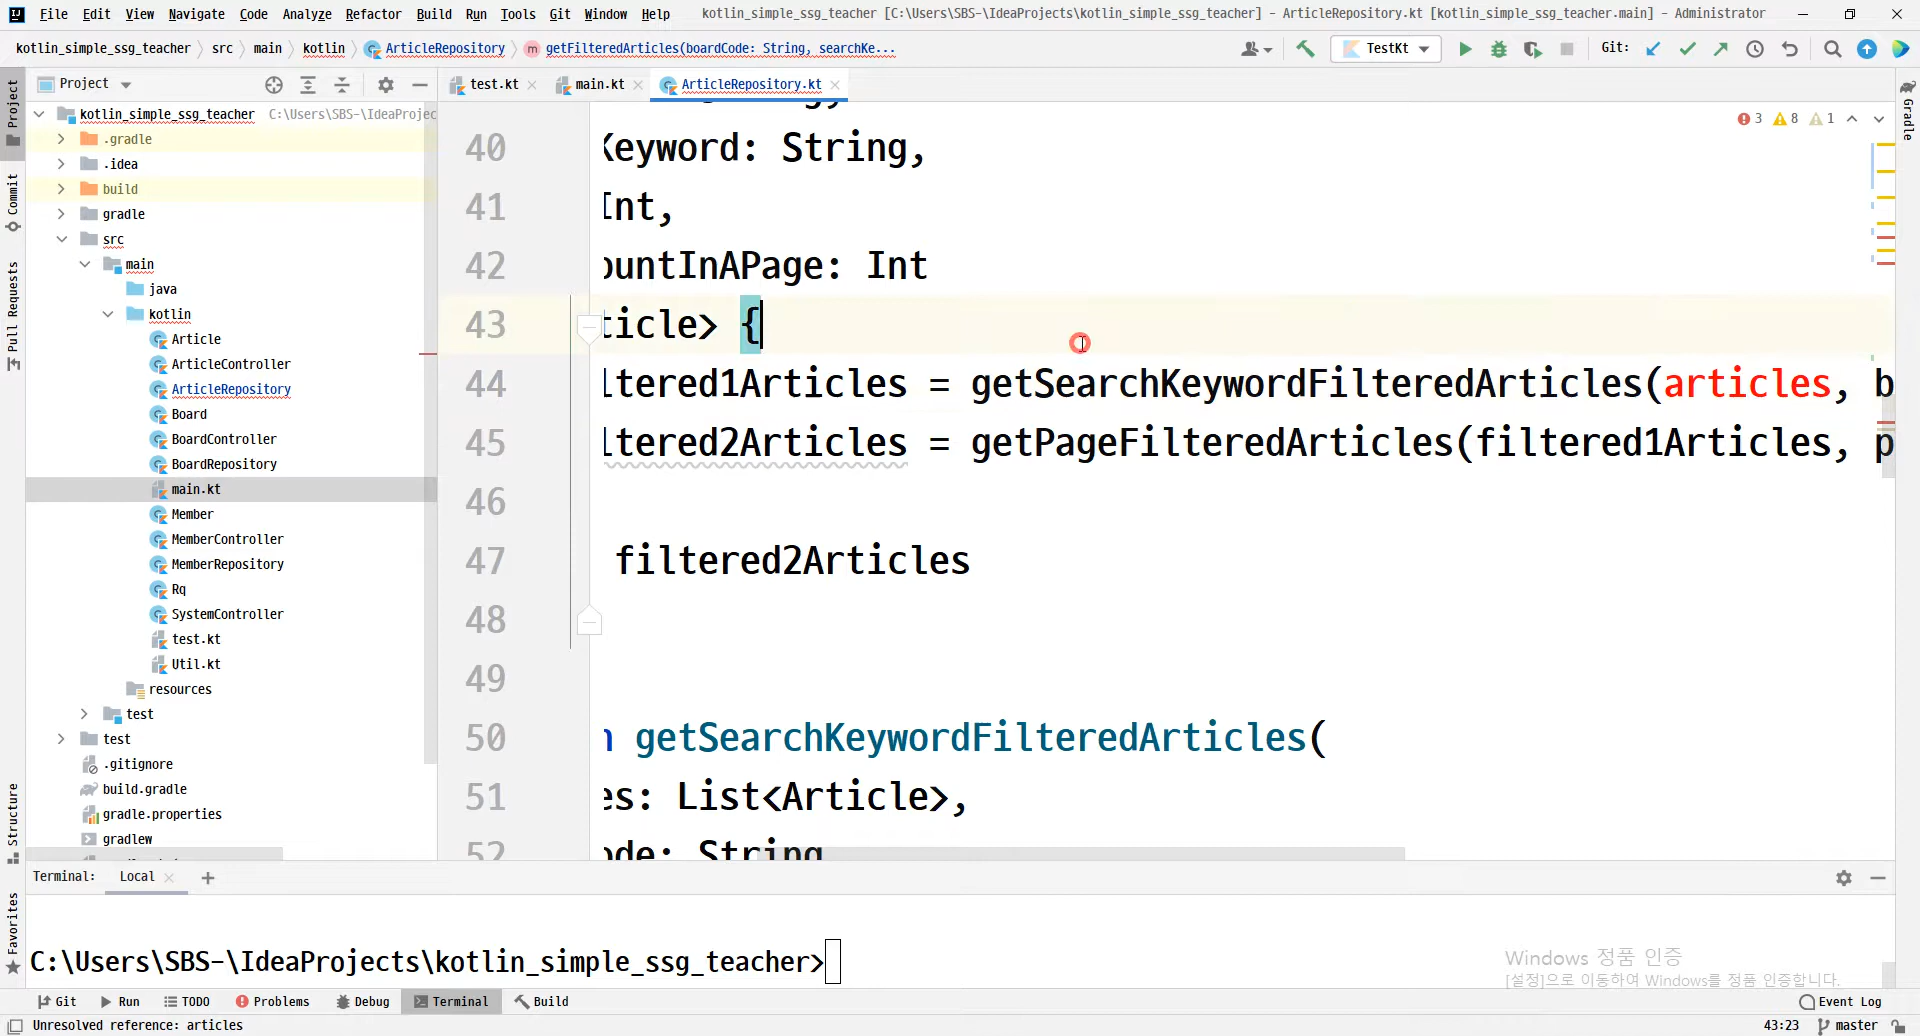 File Edit View Navigate Code Analyze Refactor Build Run Tools Git Window Help kotlin_simple_ssg_teacher [C:\Users\SBS-\IdeaProjects\kotlin_simple_ssg_teacher] - ArticleRepository.kt [kotlin_simple_ssg_teacher.main] - Administrator
kotlin_simple_ssg_teacher src main kotlin ArticleRepository getFilteredArticles(boardCode: String, searchKe... TestKt Git:
Project test.kt main.kt ArticleRepository.kt
Project
Commit
Pull Requests
Structure
Favorites
Gradle
kotlin_simple_ssg_teacher C:\Users\SBS-\IdeaProjec
.gradle
.idea
build
gradle
src
main
java
kotlin
Article
ArticleController
ArticleRepository
Board
BoardController
BoardRepository
main.kt
Member
MemberController
MemberRepository
Rq
SystemController
test.kt
Util.kt
resources
test
test
.gitignore
build.gradle
gradle.properties
gradlew
3 8 1
40 Keyword: String,
41 Int,
42 ountInAPage: Int
43 ticle> {
44 ltered1Articles = getSearchKeywordFilteredArticles(articles, b
45 ltered2Articles = getPageFilteredArticles(filtered1Articles, p
46
47 filtered2Articles
48
49
50 n getSearchKeywordFilteredArticles(
51 es: List<Article>,
52 ode: String
Terminal: Local
C:\Users\SBS-\IdeaProjects\kotlin_simple_ssg_teacher>
Windows 정품 인증
[설정]으로 이동하여 Windows를 정품 인증합니다.
Git Run TODO Problems Debug Terminal Build Event Log
Unresolved reference: articles 43:23 master